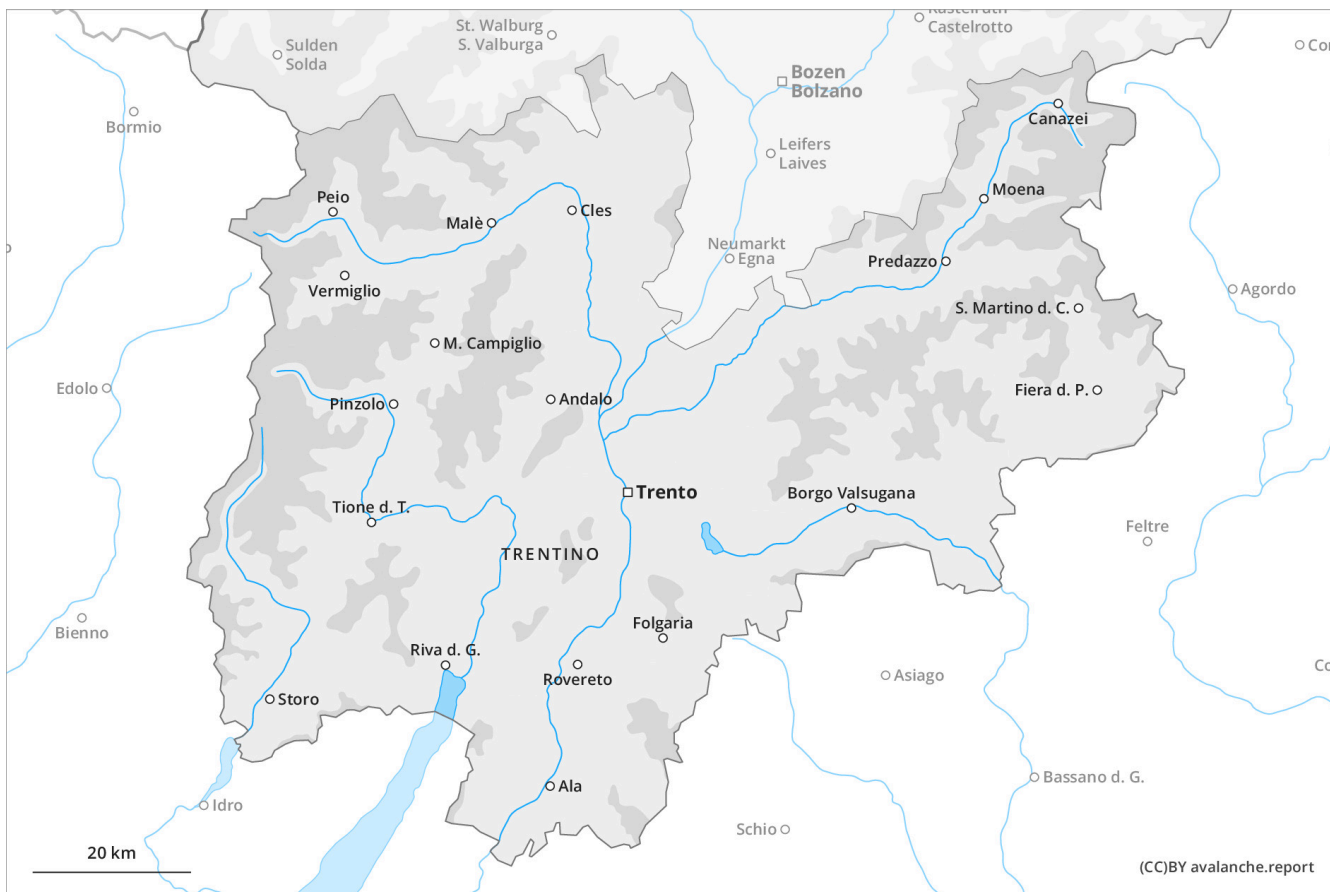 Kastelruth
Castelrotto
St. Walburg
S. Valburga
Sulden
Solda
Bozen
Bolzano
Bormio
Canazei
Leifers
Laives
Peio
Malè
Cles
Moena
Neumarkt
Egna
Predazzo
Vermiglio
Agordo
S. Martino d. C.
M. Campiglio
Edolo
Pinzolo
Andalo
Fiera d. P.
Trento
Borgo Valsugana
Tione d. T.
Feltre
TRENTINO
Bienno
Folgaria
Riva d. G.
Rovereto
Asiago
Storo
Ala
Bassano d. G.
Idro
Schio
20 km
(CC)BY avalanche.report